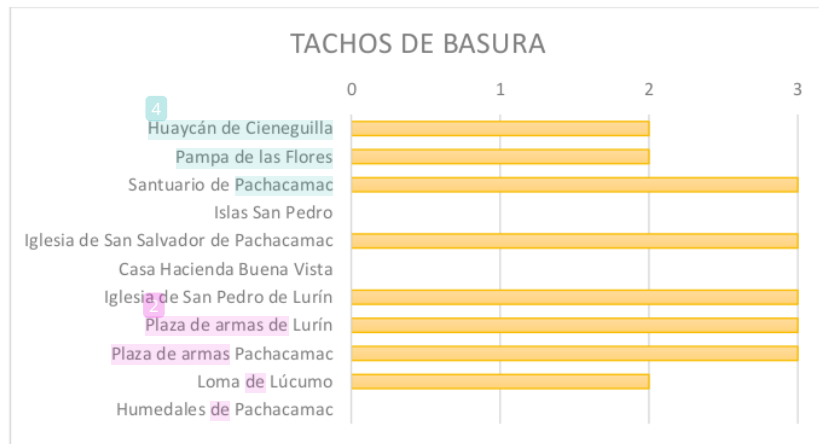 TACHOS DE BASURA
0 1 2 3
4
Huaycán de Cieneguilla
Pampa de las Flores
Santuario de Pachacamac
Islas San Pedro
Iglesia de San Salvador de Pachacamac
Casa Hacienda Buena Vista
Iglesia de San Pedro de Lurín
2
Plaza de armas de Lurín
Plaza de armas Pachacamac
Loma de Lúcumo
Humedales de Pachacamac